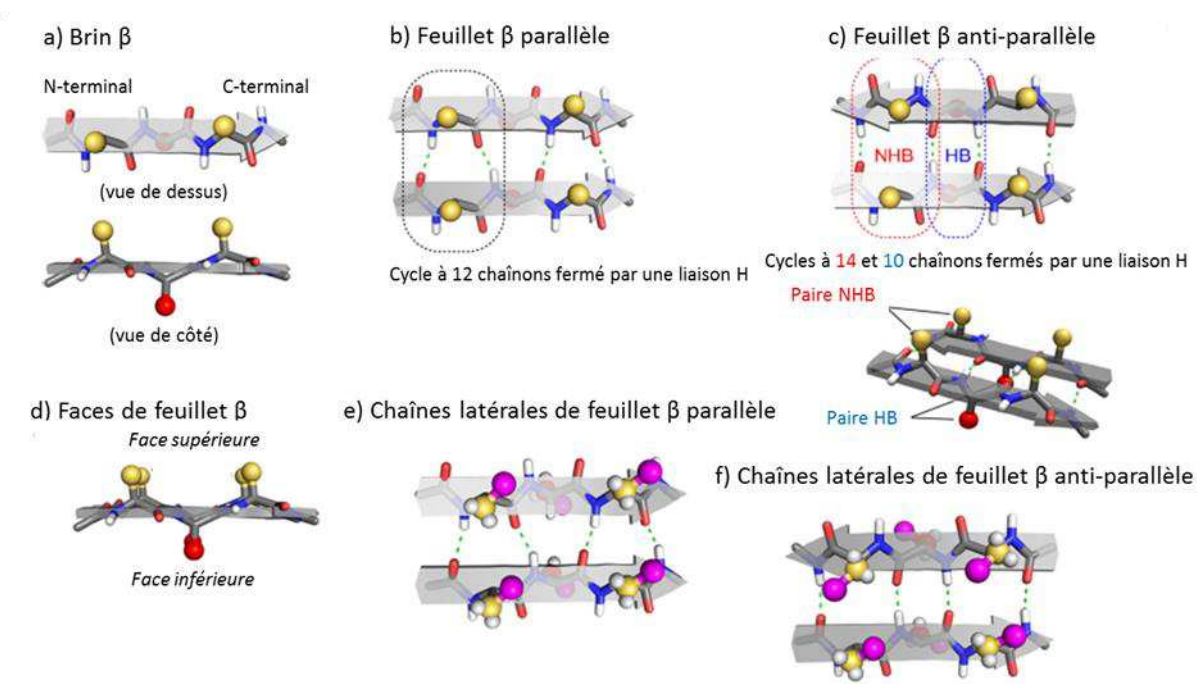 a) Brin β
N-terminal
C-terminal
(vue de dessus)
(vue de côté)
b) Feuillet β parallèle
Cycle à 12 chaînons fermé par une liaison H
c) Feuillet β anti-parallèle
NHB
HB
Cycles à 14 et 10 chaînons fermés par une liaison H
Paire NHB
Paire HB
d) Faces de feuillet β
Face supérieure
Face inférieure
e) Chaînes latérales de feuillet β parallèle
f) Chaînes latérales de feuillet β anti-parallèle